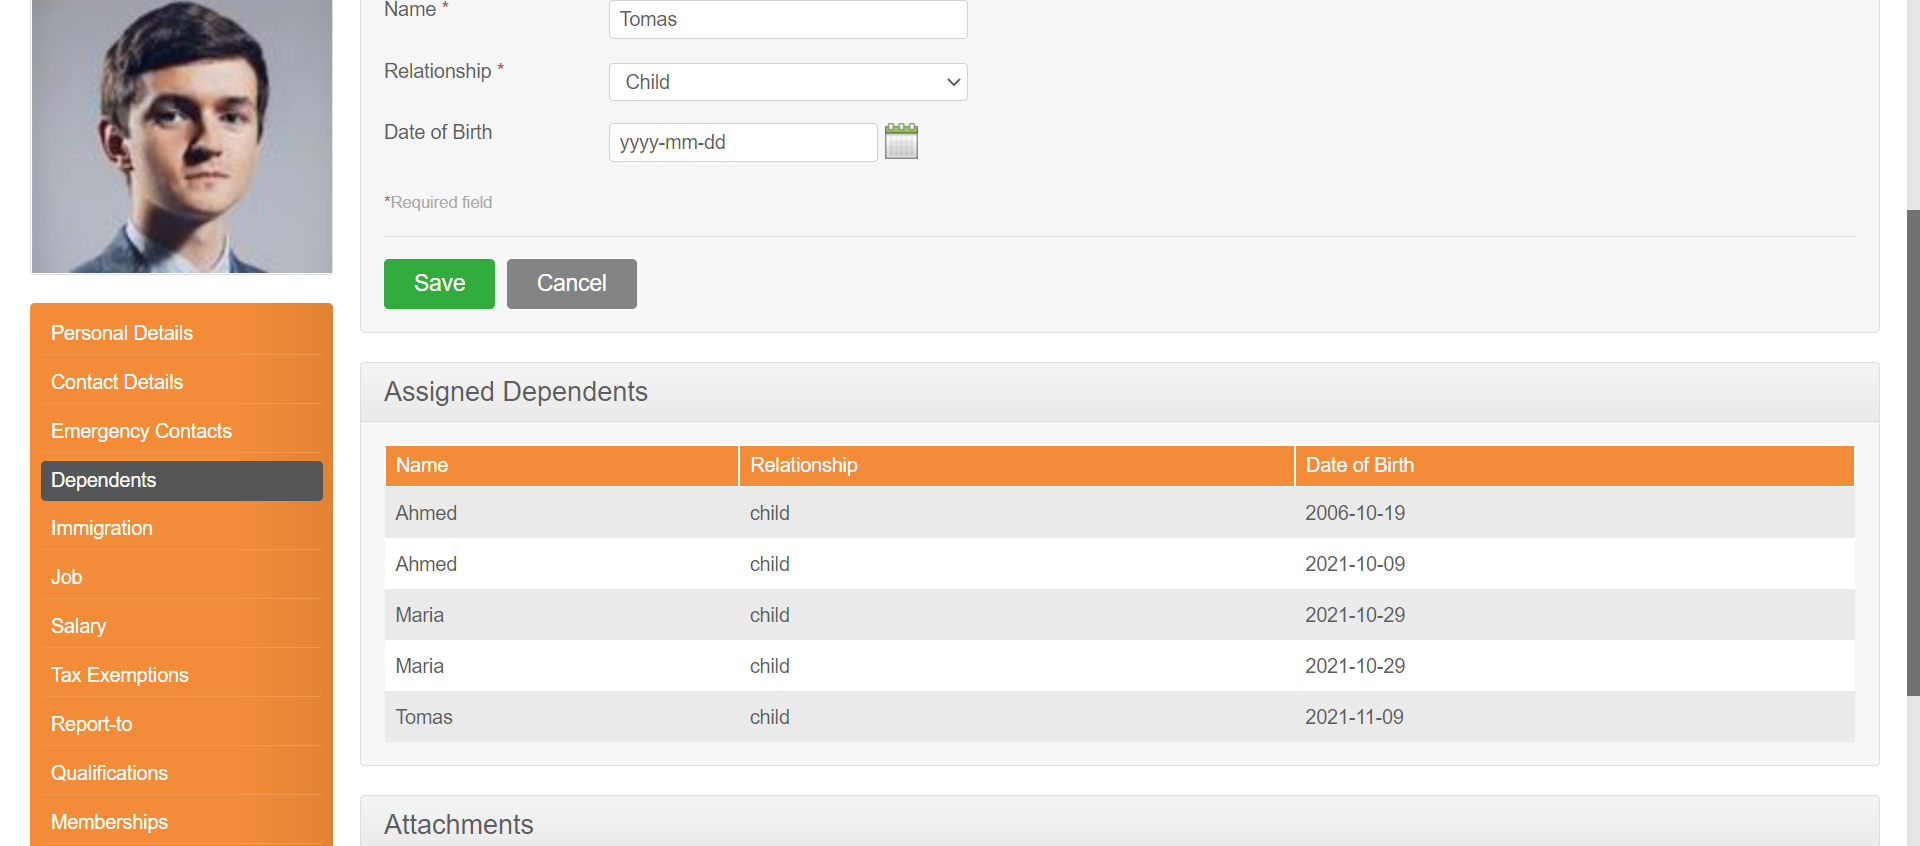 Name *
Tomas
Relationship *
Child
Date of Birth
yyyy-mm-dd
*Required field
Save Cancel
Personal Details
Contact Details
Emergency Contacts
Dependents
Immigration
Job
Salary
Tax Exemptions
Report-to
Qualifications
Memberships
Assigned Dependents
Name Relationship Date of Birth
Ahmed child 2006-10-19
Ahmed child 2021-10-09
Maria child 2021-10-29
Maria child 2021-10-29
Tomas child 2021-11-09
Attachments